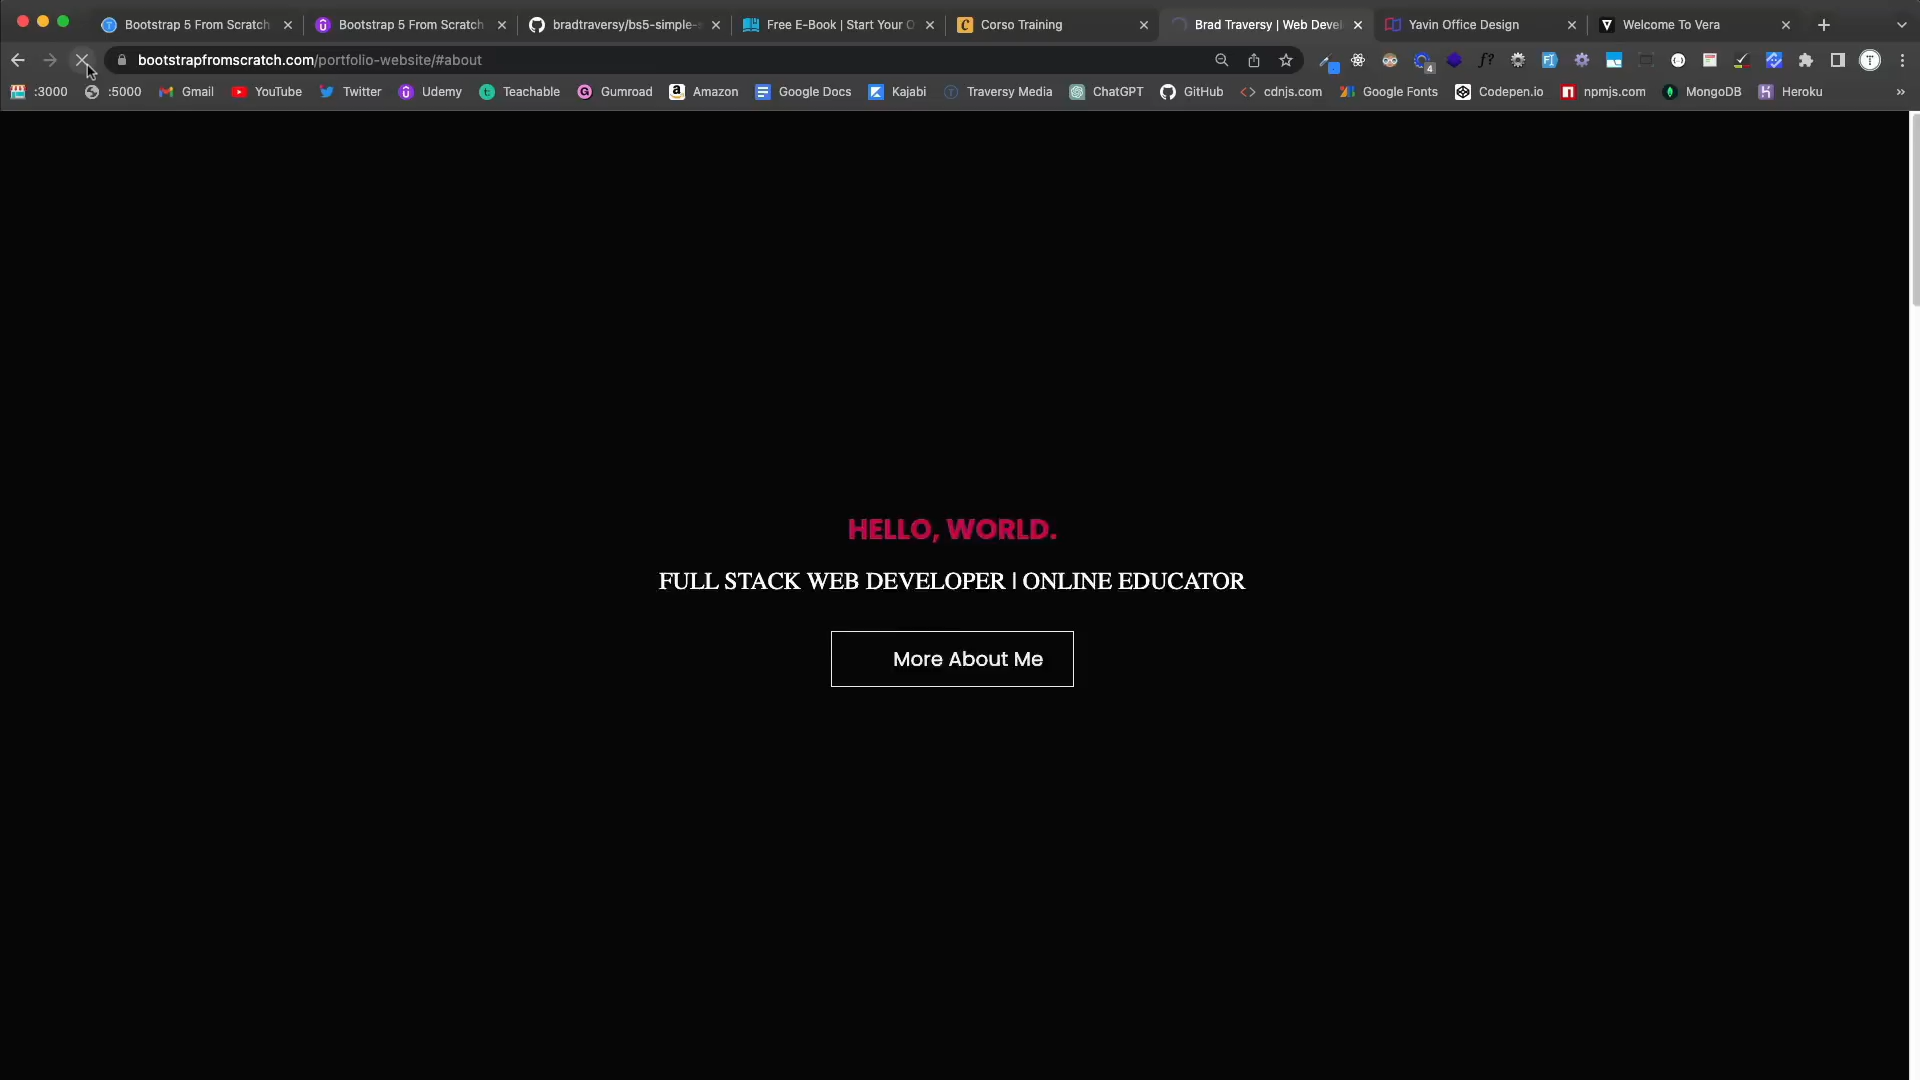 Bootstrap 5 From Scratch
Bootstrap 5 From Scratch
bradtraversy/bs5-simple-
Free E-Book | Start Your O
Corso Training
Brad Traversy | Web Devel
Yavin Office Design
Welcome To Vera
bootstrapfromscratch.com/portfolio-website/#about
4
f?
T
:3000
:5000
Gmail
YouTube
Twitter
Udemy
Teachable
Gumroad
Amazon
Google Docs
Kajabi
Traversy Media
ChatGPT
GitHub
cdnjs.com
Google Fonts
Codepen.io
npmjs.com
MongoDB
Heroku
HELLO, WORLD.
FULL STACK WEB DEVELOPER | ONLINE EDUCATOR
More About Me